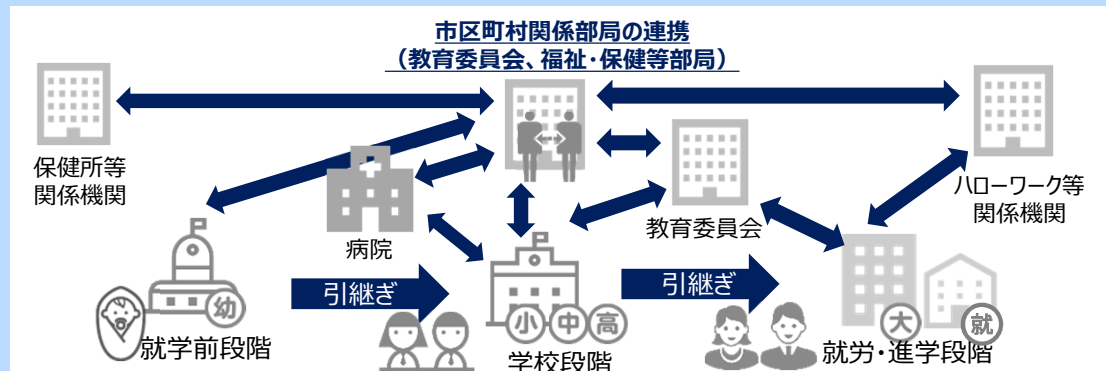 市区町村関係部局の連携
（教育委員会、福祉・保健等部局）
保健所等
関係機関
病院
教育委員会
ハローワーク等
関係機関
引継ぎ
引継ぎ
幼
小
中
高
大
就
就学前段階
学校段階
就労・進学段階